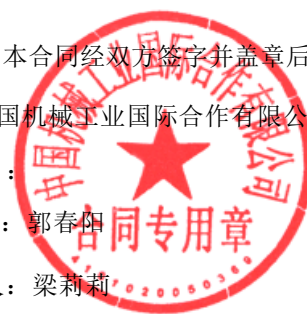 本合同经双方签字并盖章后
国机械工业国际合作有限公
:
:郭春阳
:梁莉莉
中国机械工业国际合作有限公司
合同专用章